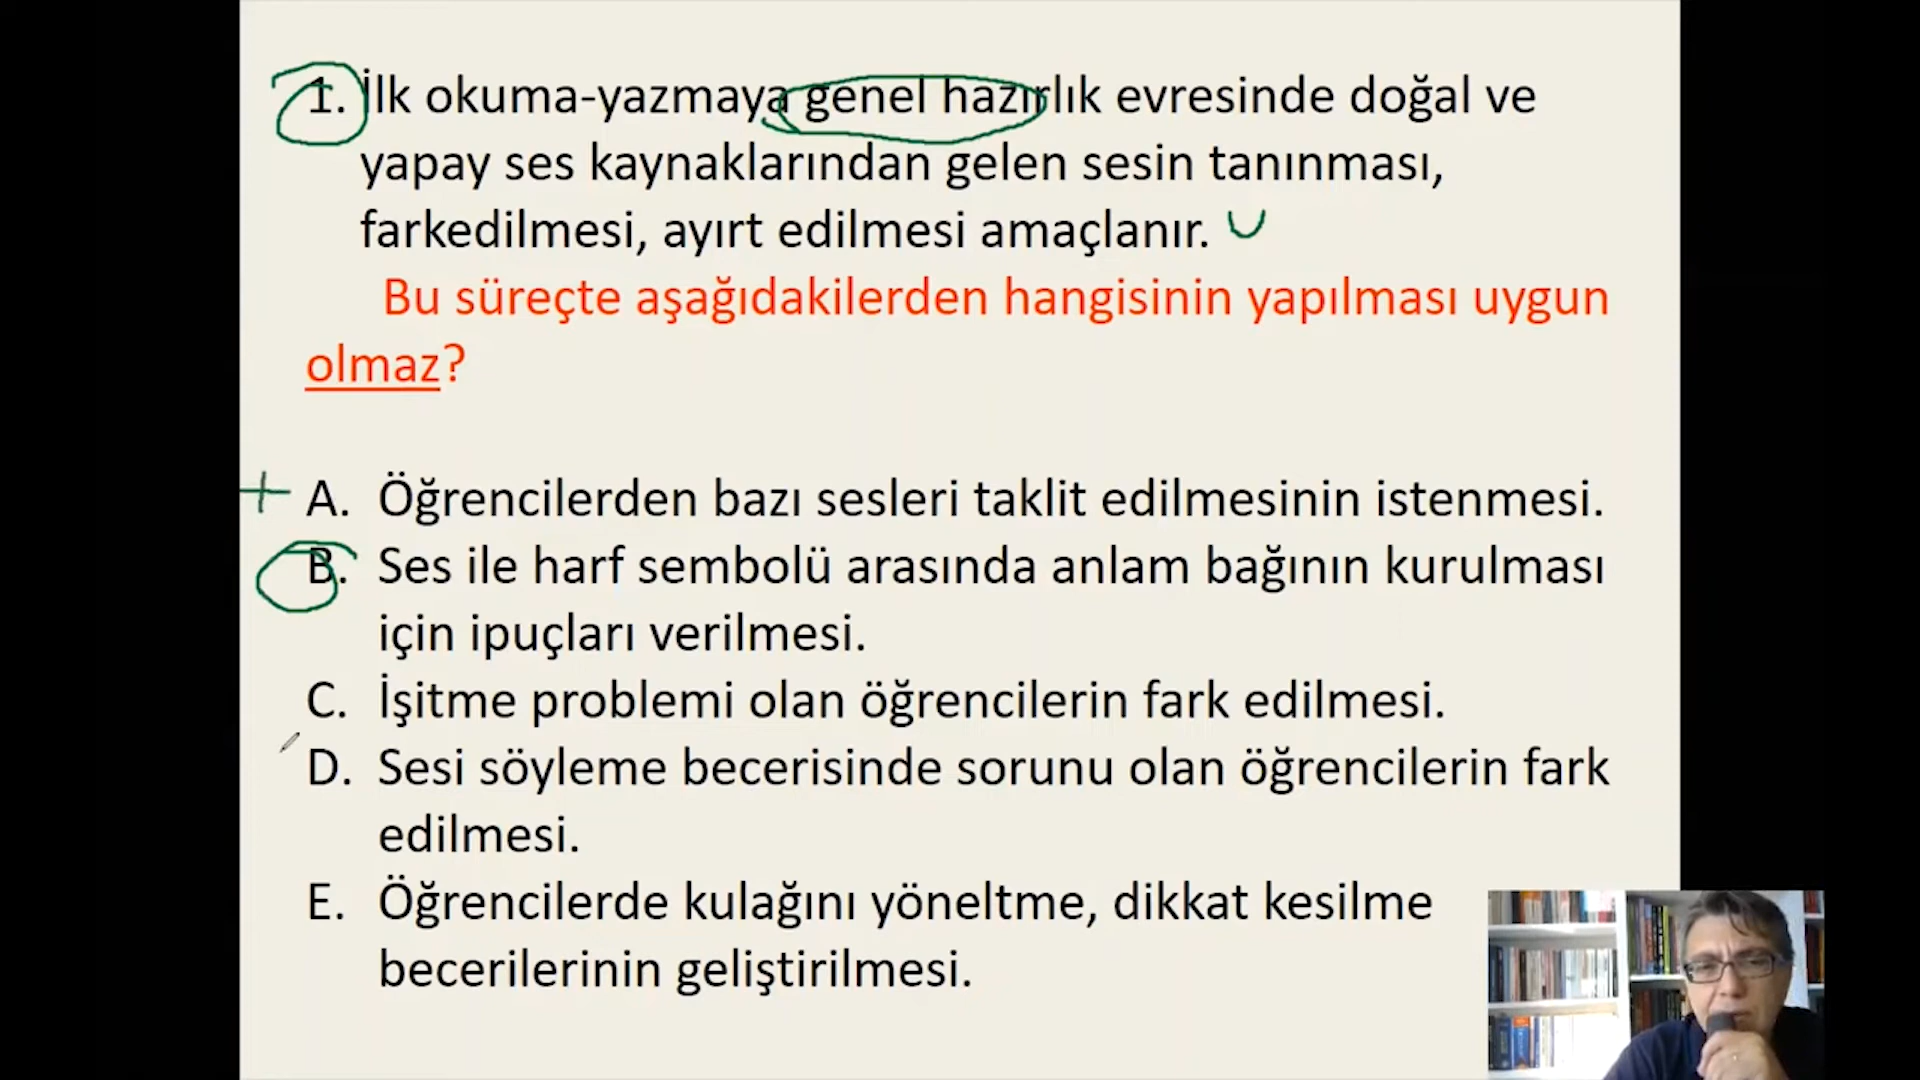 1. İlk okuma-yazmaya genel hazırlık evresinde doğal ve
yapay ses kaynaklarından gelen sesin tanınması,
farkedilmesi, ayırt edilmesi amaçlanır.
Bu süreçte aşağıdakilerden hangisinin yapılması uygun
olmaz?
A. Öğrencilerden bazı sesleri taklit edilmesinin istenmesi.
B. Ses ile harf sembolü arasında anlam bağının kurulması
için ipuçları verilmesi.
C. İşitme problemi olan öğrencilerin fark edilmesi.
D. Sesi söyleme becerisinde sorunu olan öğrencilerin fark
edilmesi.
E. Öğrencilerde kulağını yöneltme, dikkat kesilme
becerilerinin geliştirilmesi.